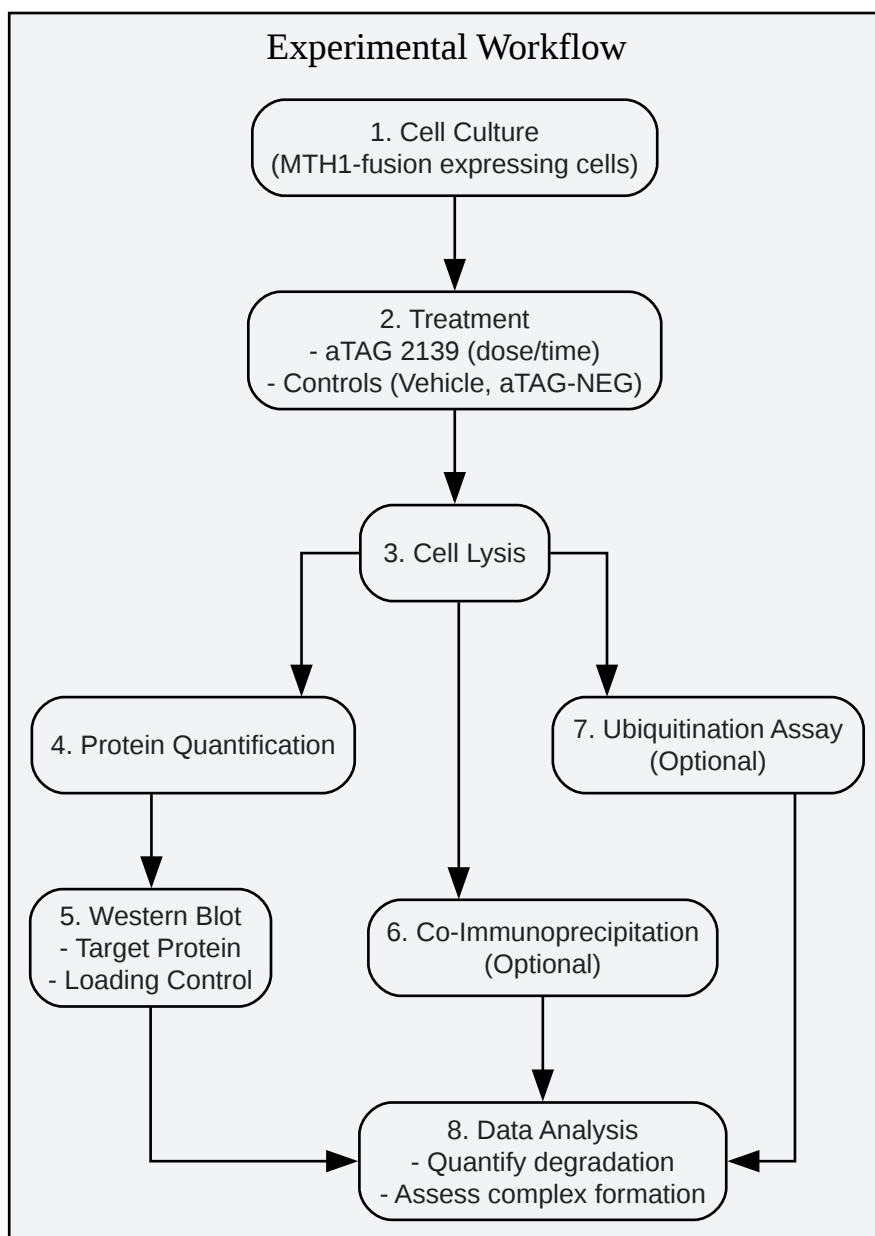 Experimental Workflow
1. Cell Culture
(MTH1-fusion expressing cells)
2. Treatment
- aTAG 2139 (dose/time)
- Controls (Vehicle, aTAG-NEG)
3. Cell Lysis
4. Protein Quantification
7. Ubiquitination Assay
(Optional)
5. Western Blot
- Target Protein
- Loading Control
6. Co-Immunoprecipitation
(Optional)
8. Data Analysis
- Quantify degradation
- Assess complex formation